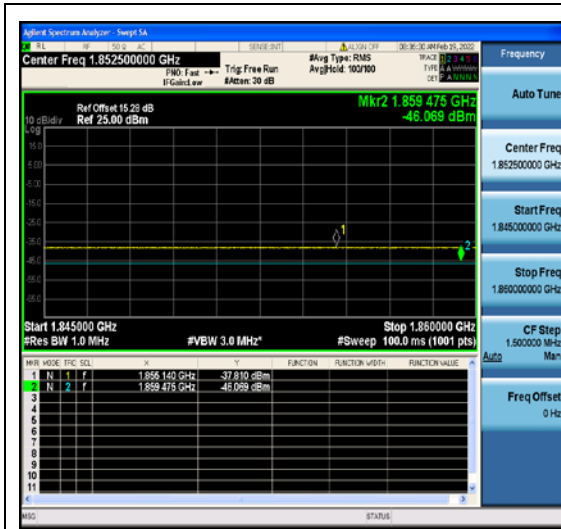 Agilent Spectrum Analyzer - Swept SA
RL RF 50 Ω AC SENSE:INT ALIGN OFF 08:36:30 AM Feb 19, 2022
Center Freq 1.852500000 GHz #Avg Type: RMS TRACE 1 2 3 4 5 6
PNO: Fast Trig: Free Run Avg|Hold: 100/100 TYPE
IFGain:Low #Atten: 30 dB DET P A N N N N
Mkr2 1.859 475 GHz
-46.069 dBm
Ref Offset 15.28 dB
10 dB/div Ref 25.00 dBm
Log
15.0
5.00
-5.00
-15.0
-25.0
-35.0
-45.0
-55.0
-65.0
1
2
Start 1.845000 GHz Stop 1.860000 GHz
#Res BW 1.0 MHz #VBW 3.0 MHz* #Sweep 100.0 ms (1001 pts)
MKR MODE TRC SCL X Y FUNCTION FUNCTION WIDTH FUNCTION VALUE
1 N 1 f 1.855 140 GHz -37.810 dBm
2 N 2 f 1.859 475 GHz -46.069 dBm
3
4
5
6
7
8
9
10
11
MSG STATUS
Frequency
Auto Tune
Center Freq
1.852500000 GHz
Start Freq
1.845000000 GHz
Stop Freq
1.860000000 GHz
CF Step
1.500000 MHz
Auto Man
Freq Offset
0 Hz